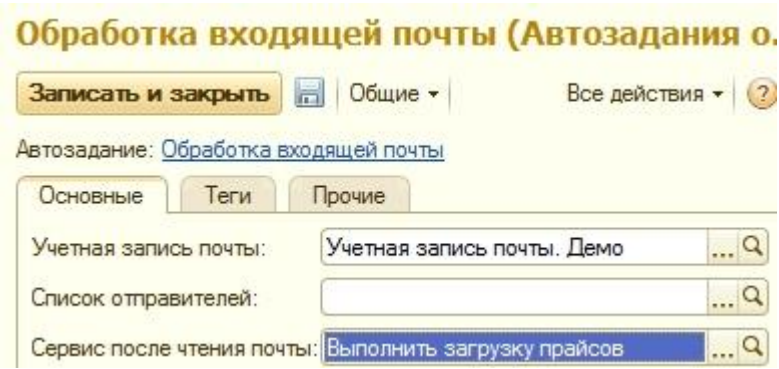 Обработка входящей почты (Автозадания о.
Записать и закрыть Общие Все действия ?
Автозадание: Обработка входящей почты
Основные Теги Прочие
Учетная запись почты: Учетная запись почты. Демо ...
Список отправителей: ...
Сервис после чтения почты: Выполнить загрузку прайсов ...